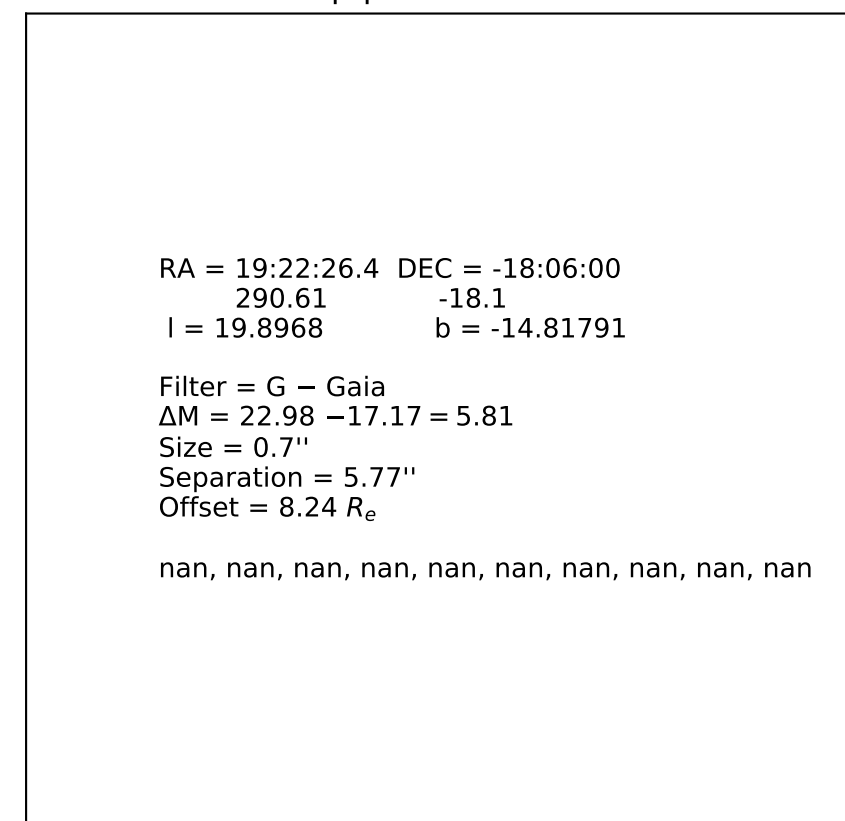 RA = 19:22:26.4 DEC = -18:06:00
290.61 -18.1
l = 19.8968 b = -14.81791
Filter = G − Gaia
ΔM = 22.98 −17.17 = 5.81
Size = 0.7''
Separation = 5.77''
Offset = 8.24 Rₑ
nan, nan, nan, nan, nan, nan, nan, nan, nan, nan